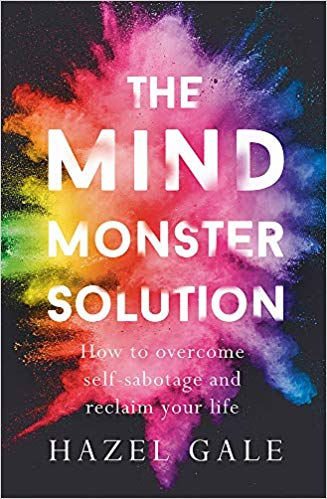 THE
MIND
MONSTER
SOLUTION
How to overcome
self-sabotage and
reclaim your life
HAZEL GALE